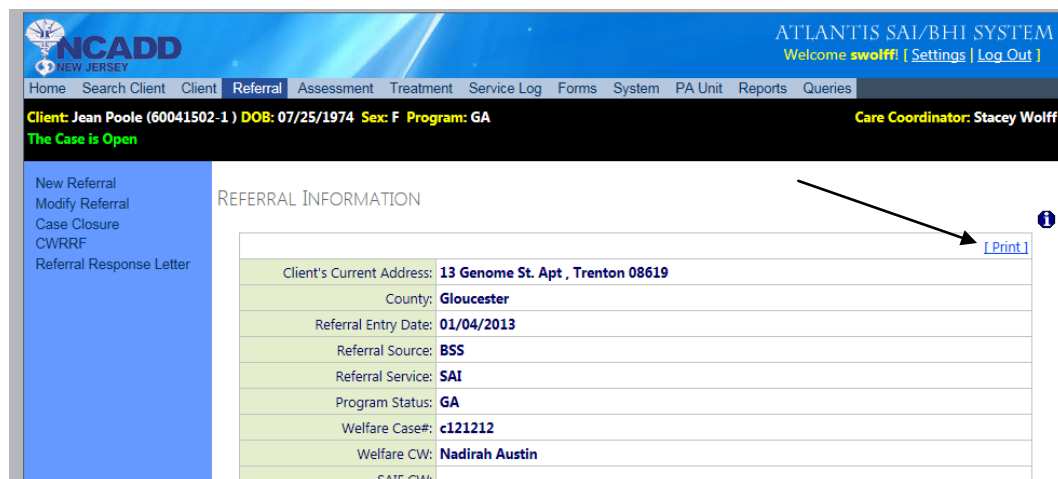 NCADD
NEW JERSEY
ATLANTIS SAI/BHI SYSTEM
Welcome swolff! [ Settings | Log Out ]
Home Search Client Client Referral Assessment Treatment Service Log Forms System PA Unit Reports Queries
Client: Jean Poole (60041502-1 ) DOB: 07/25/1974 Sex: F Program: GA
Care Coordinator: Stacey Wolff
The Case is Open
New Referral
Modify Referral
Case Closure
CWRRF
Referral Response Letter
REFERRAL INFORMATION
[ Print ]
Client's Current Address: 13 Genome St. Apt , Trenton 08619
County: Gloucester
Referral Entry Date: 01/04/2013
Referral Source: BSS
Referral Service: SAI
Program Status: GA
Welfare Case#: c121212
Welfare CW: Nadirah Austin